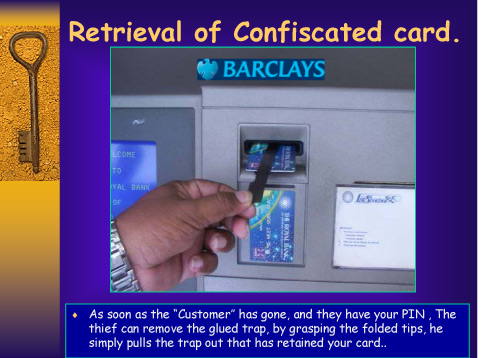 Retrieval of Confiscated card.
BARCLAYS
LCOME
TO
OYAL BANK
OF
As soon as the “Customer” has gone, and they have your PIN , The
thief can remove the glued trap, by grasping the folded tips, he
simply pulls the trap out that has retained your card..